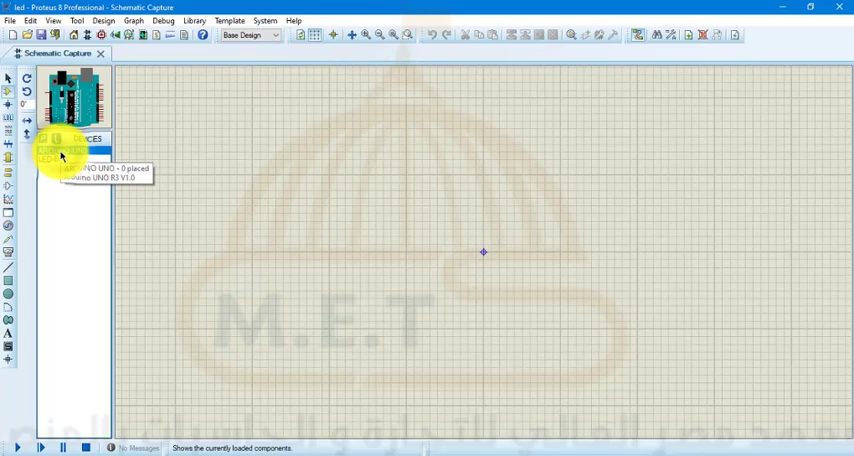 led - Proteus 8 Professional - Schematic Capture
File Edit View Tool Design Graph Debug Library Template System Help
Base Design
Schematic Capture
0°
P L DEVICES
ARDUINO UNO
ARDUINO UNO - 0 placed
Arduino UNO R3 V1.0
M.E.T
A
No Messages Shows the currently loaded components.